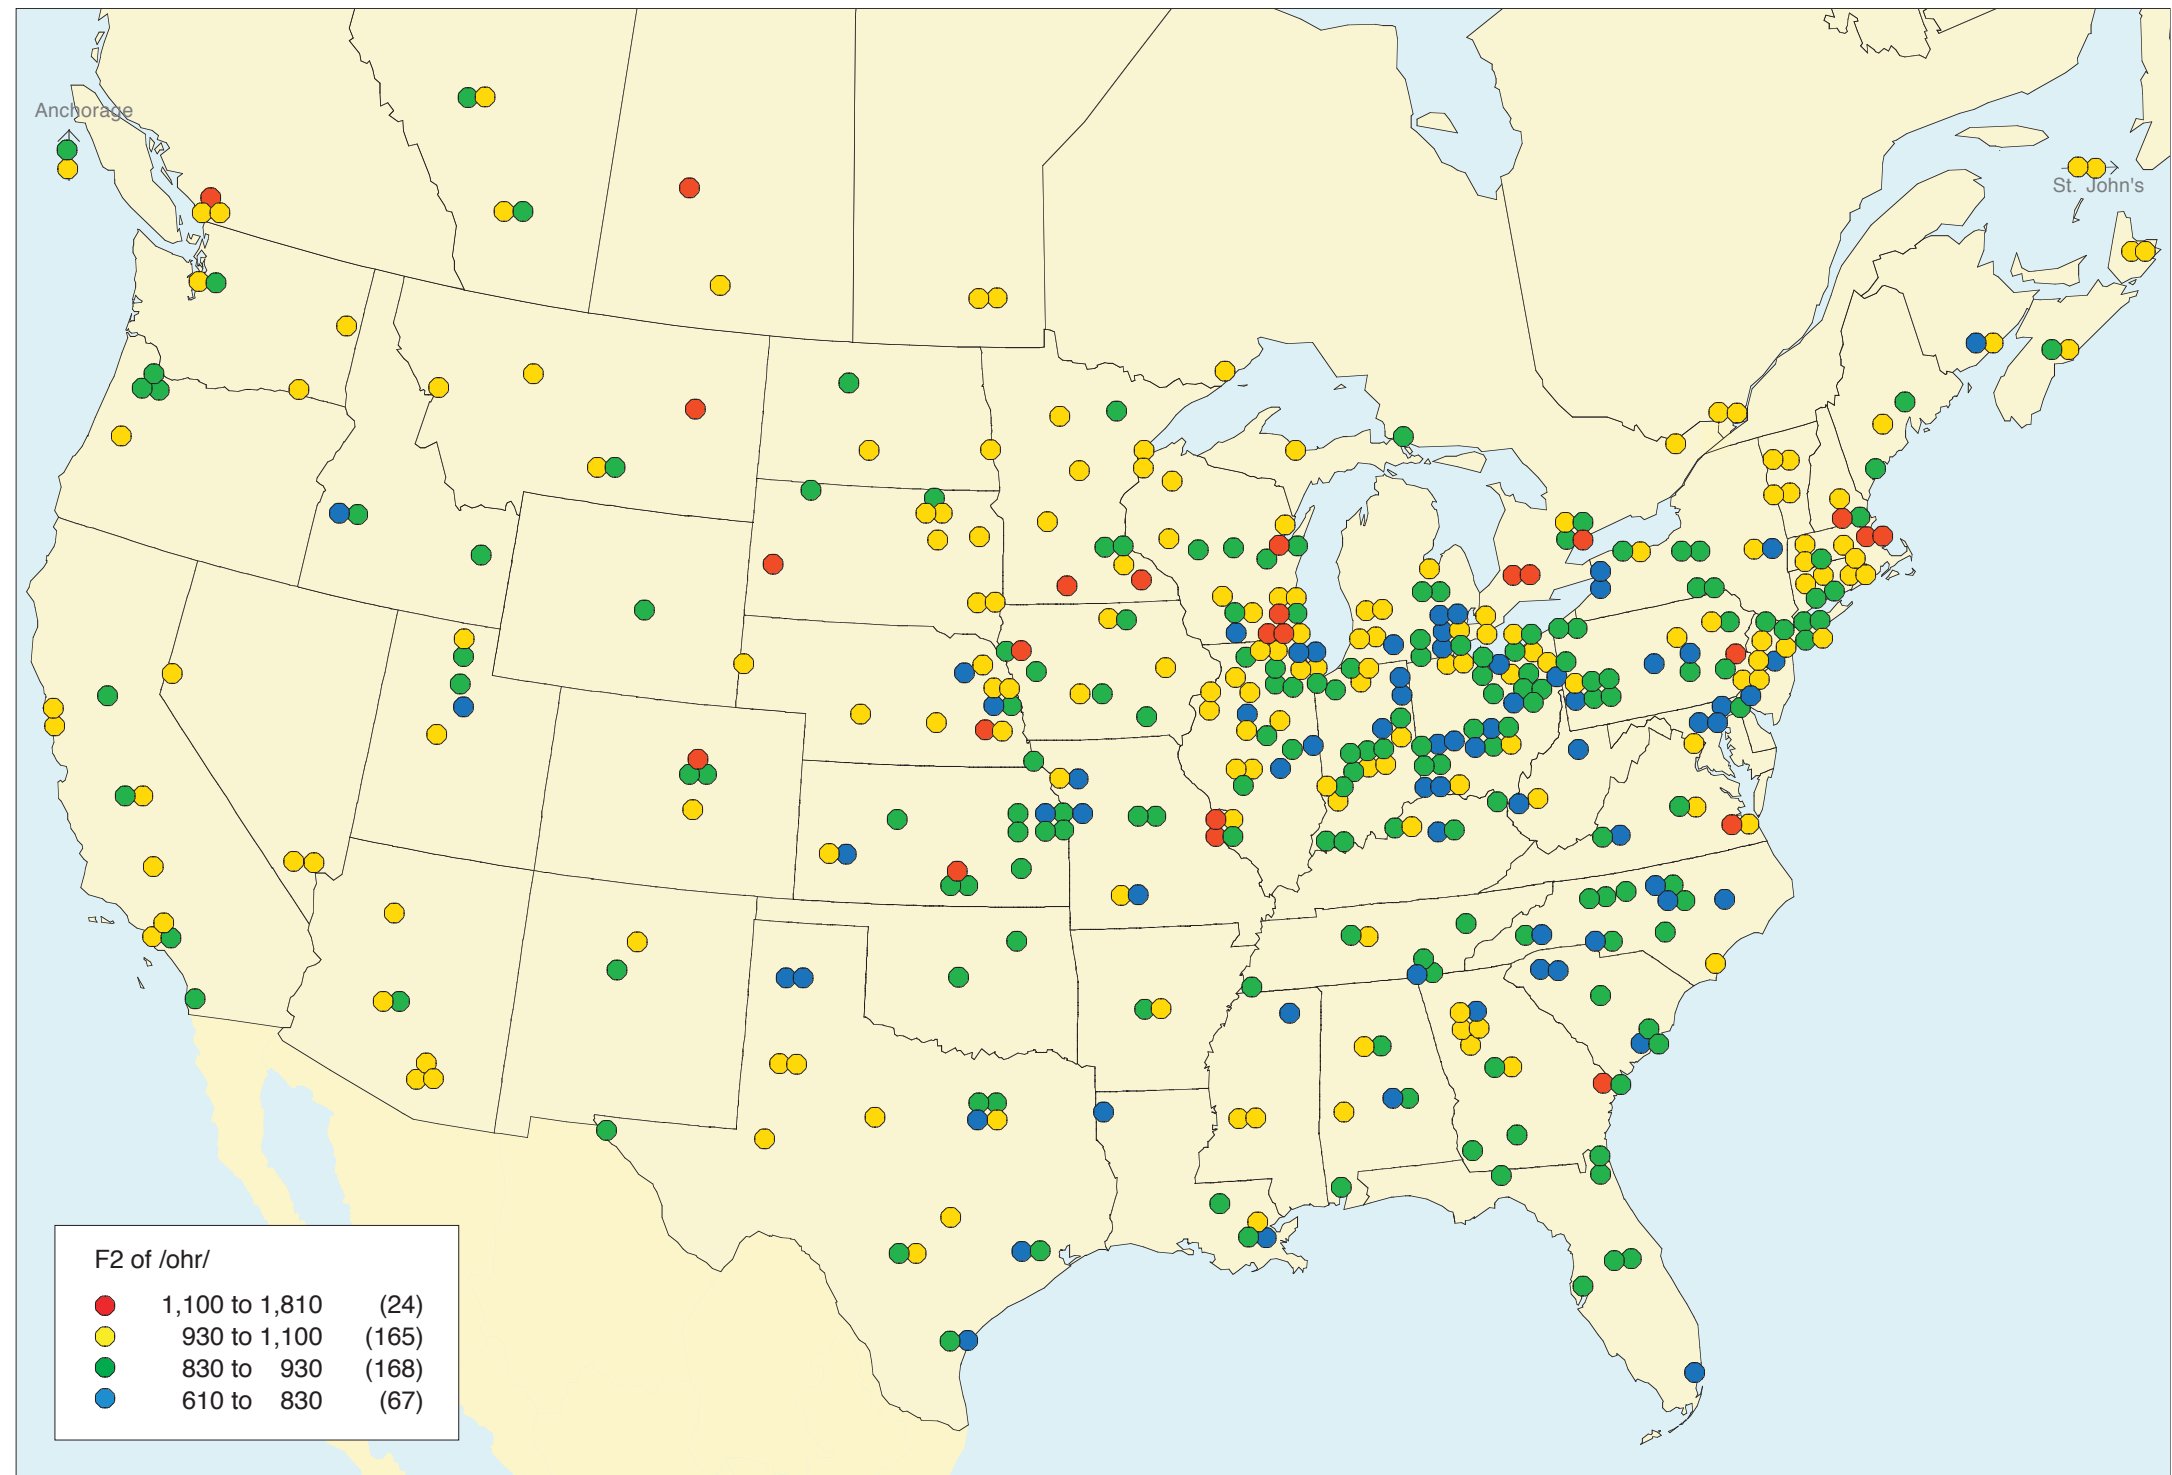 Anchorage
St. John's
F2 of /ohr/
1,100 to 1,810 (24)
930 to 1,100 (165)
830 to 930 (168)
610 to 830 (67)